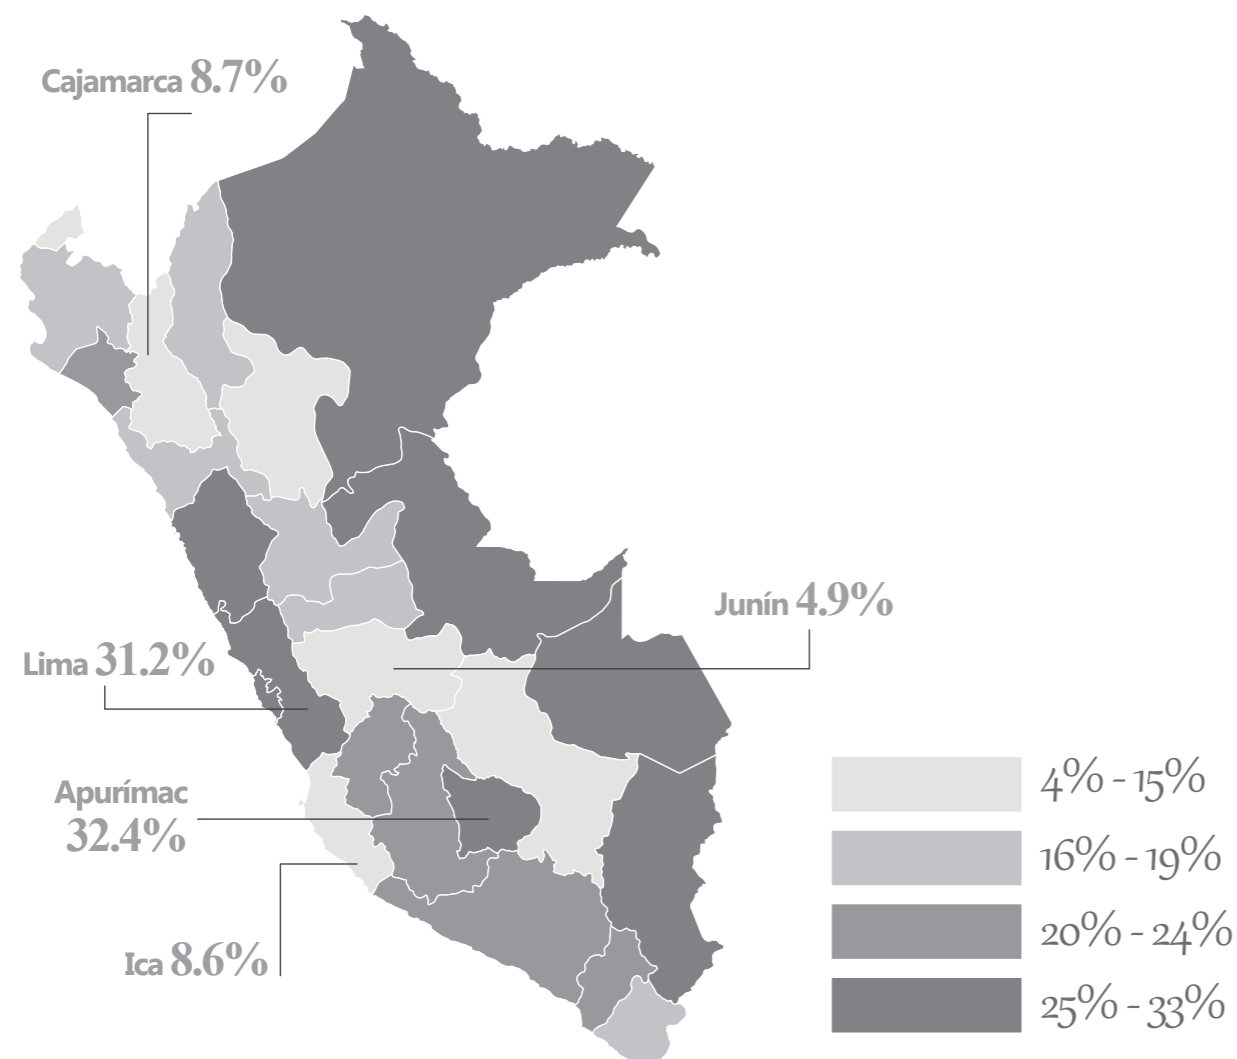 Cajamarca 8.7%
Junín 4.9%
Lima 31.2%
Apurímac
32.4%
Ica 8.6%
4% - 15%
16% - 19%
20% - 24%
25% - 33%